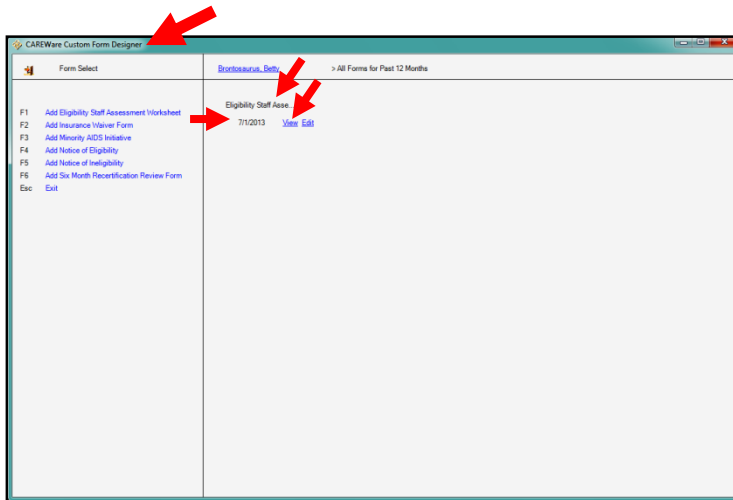 CAREWare Custom Form Designer
Form Select
Brontosaurus, Betty > All Forms for Past 12 Months
Eligibility Staff Asse...
7/1/2013 View Edit
F1 Add Eligibility Staff Assessment Worksheet
F2 Add Insurance Waiver Form
F3 Add Minority AIDS Initiative
F4 Add Notice of Eligibility
F5 Add Notice of Ineligibility
F6 Add Six Month Recertification Review Form
Esc Exit